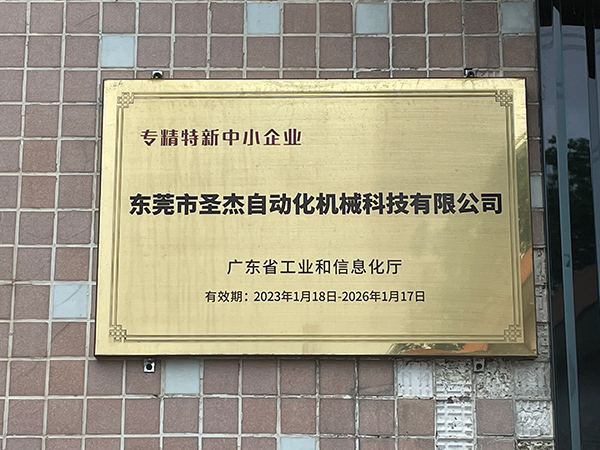 专精特新中小企业
东莞市圣杰自动化机械科技有限公司
广东省工业和信息化厅
有效期：2023年1月18日-2026年1月17日